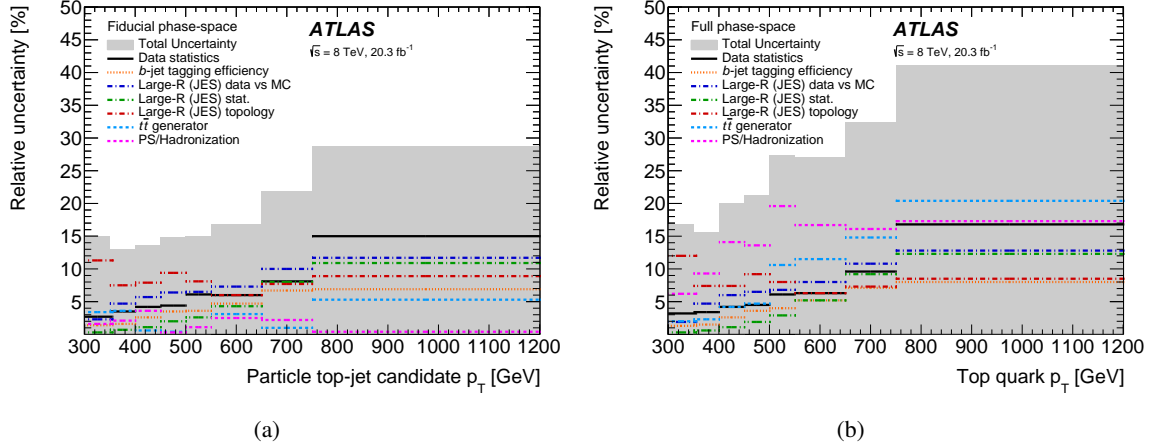 Relative uncertainty [%]
50
45
40
35
30
25
20
15
10
5
Fiducial phase-space
Total Uncertainty
Data statistics
b-jet tagging efficiency
Large-R (JES) data vs MC
Large-R (JES) stat.
Large-R (JES) topology
tt̅ generator
PS/Hadronization
ATLAS
√s = 8 TeV, 20.3 fb⁻¹
300 400 500 600 700 800 900 1000 1100 1200
Particle top-jet candidate p_T [GeV]
(a)
Relative uncertainty [%]
50
45
40
35
30
25
20
15
10
5
Full phase-space
Total Uncertainty
Data statistics
b-jet tagging efficiency
Large-R (JES) data vs MC
Large-R (JES) stat.
Large-R (JES) topology
tt̅ generator
PS/Hadronization
ATLAS
√s = 8 TeV, 20.3 fb⁻¹
300 400 500 600 700 800 900 1000 1100 1200
Top quark p_T [GeV]
(b)